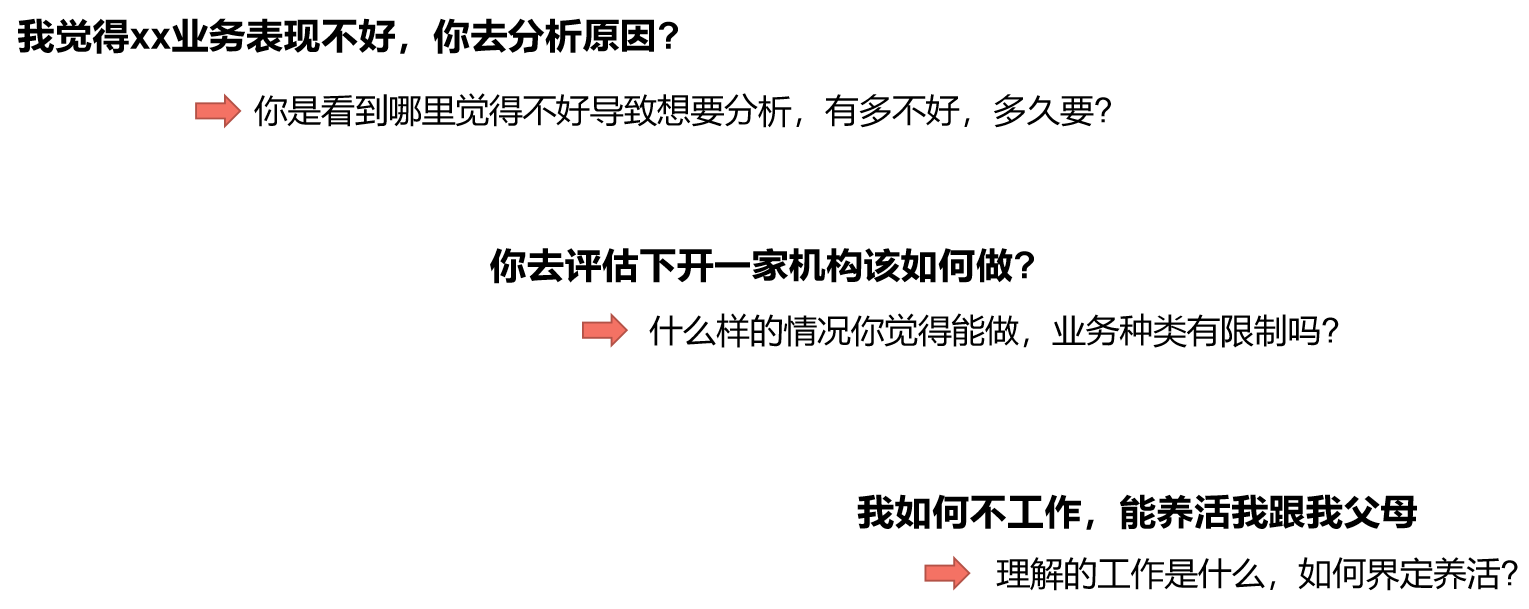 我觉得xx业务表现不好，你去分析原因？
你是看到哪里觉得不好导致想要分析，有多不好，多久要？
你去评估下开一家机构该如何做？
什么样的情况你觉得能做，业务种类有限制吗？
我如何不工作，能养活我跟我父母
理解的工作是什么，如何界定养活？